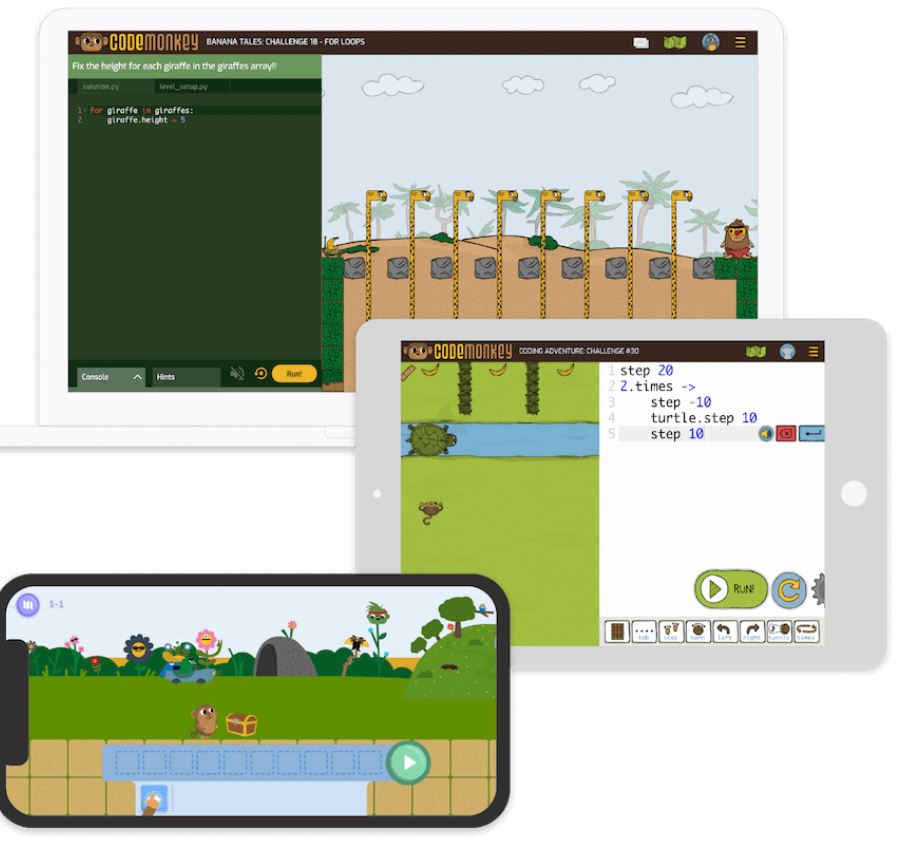 CODEMONKEY BANANA TALES: CHALLENGE 18 - FOR LOOPS
Fix the height for each giraffe in the giraffes array!!
solution.py level_setup.py
1 for giraffe in giraffes:
2 giraffe.height = 5
Console Hints Run!
CODEMONKEY CODING ADVENTURE: CHALLENGE #30
1 step 20
2 2.times ->
3 step -10
4 turtle.step 10
5 step 10
RUN!
tab step turn left right turnTo times
1-1